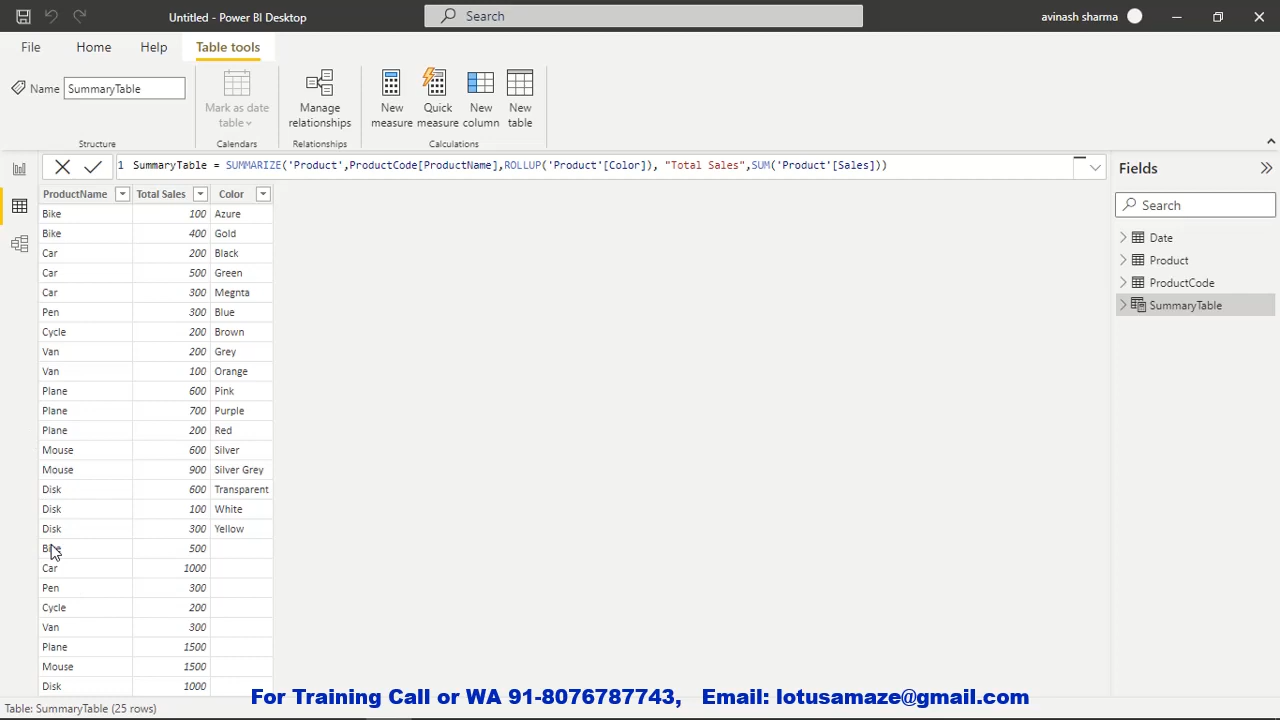 Untitled - Power BI Desktop
Search
avinash sharma
File
Home
Help
Table tools
Name SummaryTable
Mark as date table
Manage relationships
New measure
Quick measure
New column
New table
Structure
Calendars
Relationships
Calculations
1 SummaryTable = SUMMARIZE('Product',ProductCode[ProductName],ROLLUP('Product'[Color]), "Total Sales",SUM('Product'[Sales]))
ProductName Total Sales Color
Bike 100 Azure
Bike 400 Gold
Car 200 Black
Car 500 Green
Car 300 Megnta
Pen 300 Blue
Cycle 200 Brown
Van 200 Grey
Van 100 Orange
Plane 600 Pink
Plane 700 Purple
Plane 200 Red
Mouse 600 Silver
Mouse 900 Silver Grey
Disk 600 Transparent
Disk 100 White
Disk 300 Yellow
Bike 500
Car 1000
Pen 300
Cycle 200
Van 300
Plane 1500
Mouse 1500
Disk 1000
Fields
Search
Date
Product
ProductCode
SummaryTable
For Training Call or WA 91-8076787743, Email: lotusamaze@gmail.com
Table: SummaryTable (25 rows)